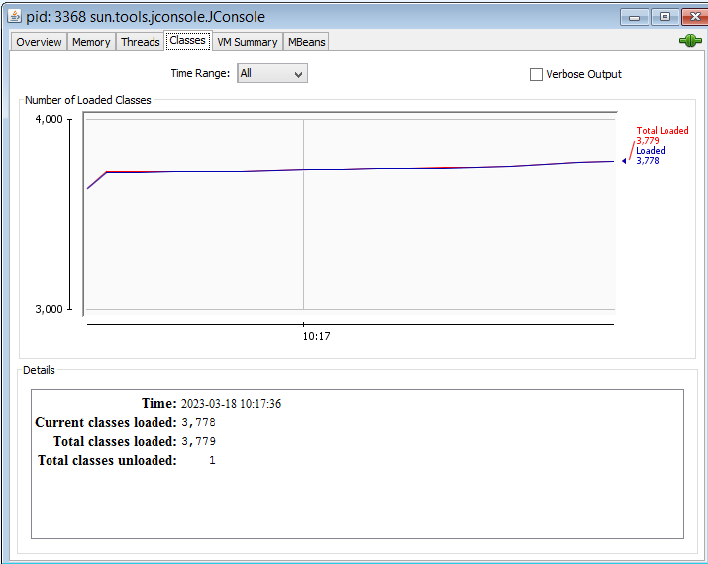 pid: 3368 sun.tools.jconsole.JConsole
Overview Memory Threads Classes VM Summary MBeans
Time Range: All Verbose Output
Number of Loaded Classes
4,000
Total Loaded
3,779
Loaded
3,778
3,000
10:17
Details
Time: 2023-03-18 10:17:36
Current classes loaded: 3,778
Total classes loaded: 3,779
Total classes unloaded: 1